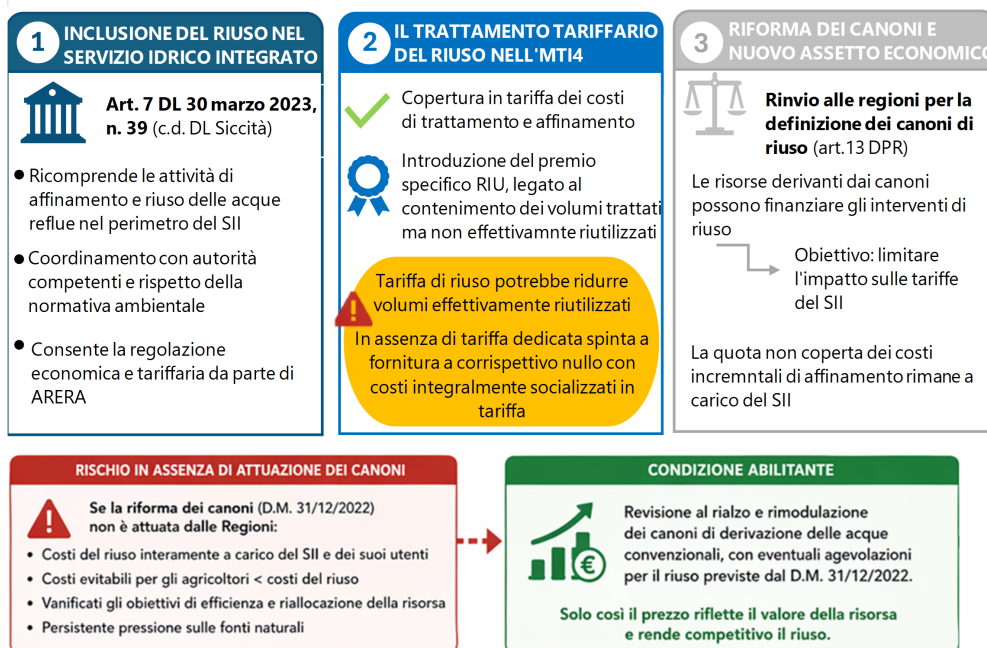 1
INCLUSIONE DEL RIUSO NEL
SERVIZIO IDRICO INTEGRATO
Art. 7 DL 30 marzo 2023,
n. 39 (c.d. DL Siccità)
● Ricomprende le attività di
affinamento e riuso delle acque
reflue nel perimetro del SII
● Coordinamento con autorità
competenti e rispetto della
normativa ambientale
● Consente la regolazione
economica e tariffaria da parte di
ARERA
2
IL TRATTAMENTO TARIFFARIO
DEL RIUSO NELL'MTI4
Copertura in tariffa dei costi
di trattamento e affinamento
Introduzione del premio
specifico RIU, legato al
contenimento dei volumi trattati
ma non effettivamnte riutilizzati
Tariffa di riuso potrebbe ridurre
volumi effettivamente riutilizzati
In assenza di tariffa dedicata spinta a
fornitura a corrispettivo nullo con
costi integralmente socializzati in
tariffa
3
RIFORMA DEI CANONI E
NUOVO ASSETTO ECONOMICO
Rinvio alle regioni per la
definizione dei canoni di
riuso (art.13 DPR)
Le risorse derivanti dai canoni
possono finanziare gli interventi di
riuso
Obiettivo: limitare
l'impatto sulle tariffe
del SII
La quota non coperta dei costi
incremntali di affinamento rimane a
carico del SII
RISCHIO IN ASSENZA DI ATTUAZIONE DEI CANONI
Se la riforma dei canoni (D.M. 31/12/2022)
non è attuata dalle Regioni:
• Costi del riuso interamente a carico del SII e dei suoi utenti
• Costi evitabili per gli agricoltori < costi del riuso
• Vanificati gli obiettivi di efficienza e riallocazione della risorsa
• Persistente pressione sulle fonti naturali
CONDIZIONE ABILITANTE
€
Revisione al rialzo e rimodulazione
dei canoni di derivazione delle acque
convenzionali, con eventuali agevolazioni
per il riuso previste dal D.M. 31/12/2022.
Solo così il prezzo riflette il valore della risorsa
e rende competitivo il riuso.